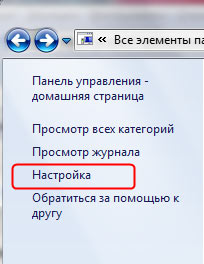 « Все элементы па
Панель управления -
домашняя страница
Просмотр всех категорий
Просмотр журнала
Настройка
Обратиться за помощью к
другу